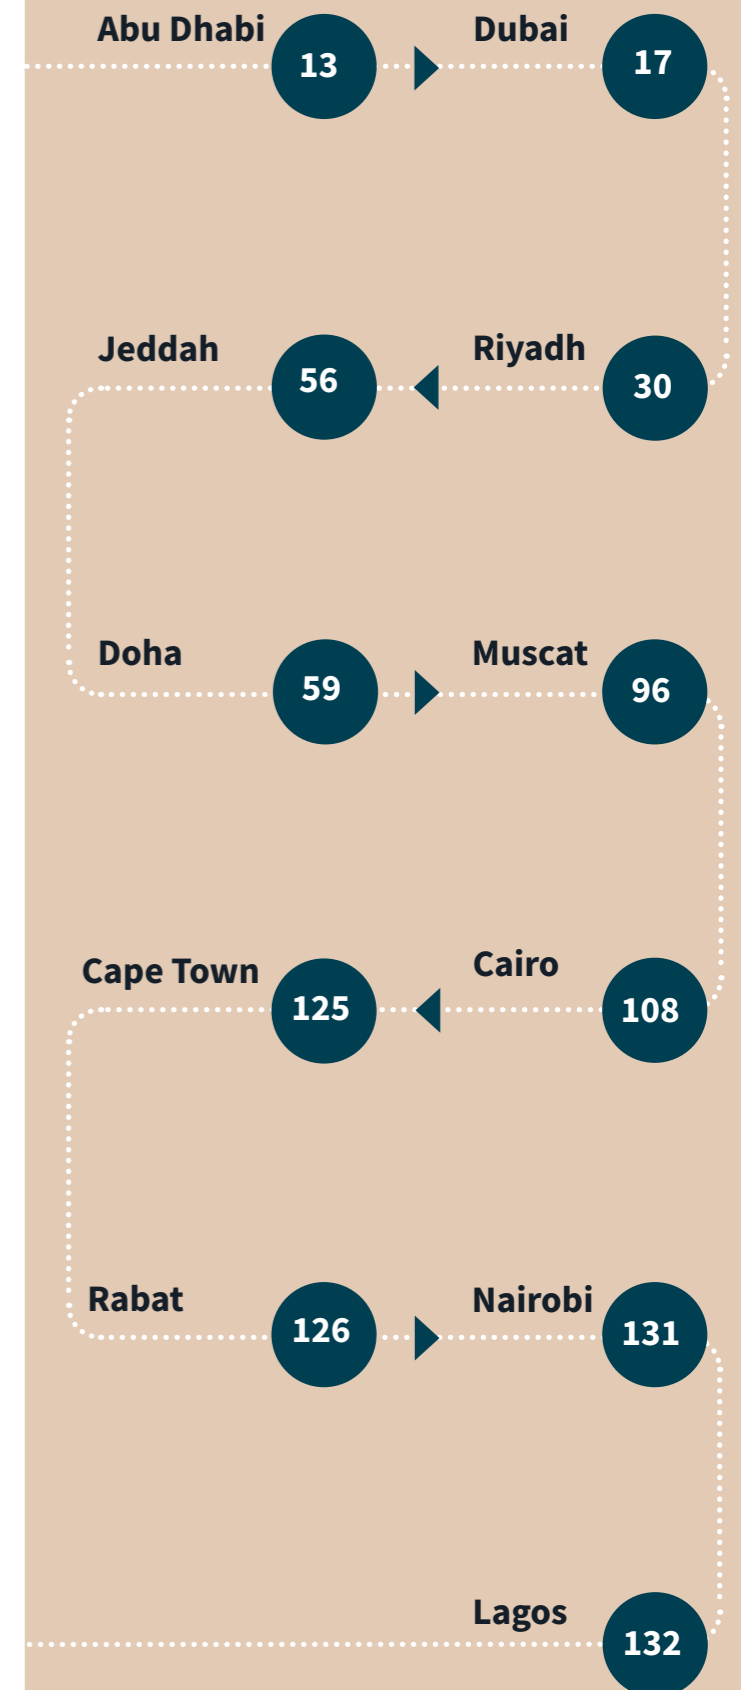 Abu Dhabi
13
Dubai
17
Riyadh
30
Jeddah
56
Doha
59
Muscat
96
Cairo
108
Cape Town
125
Rabat
126
Nairobi
131
Lagos
132